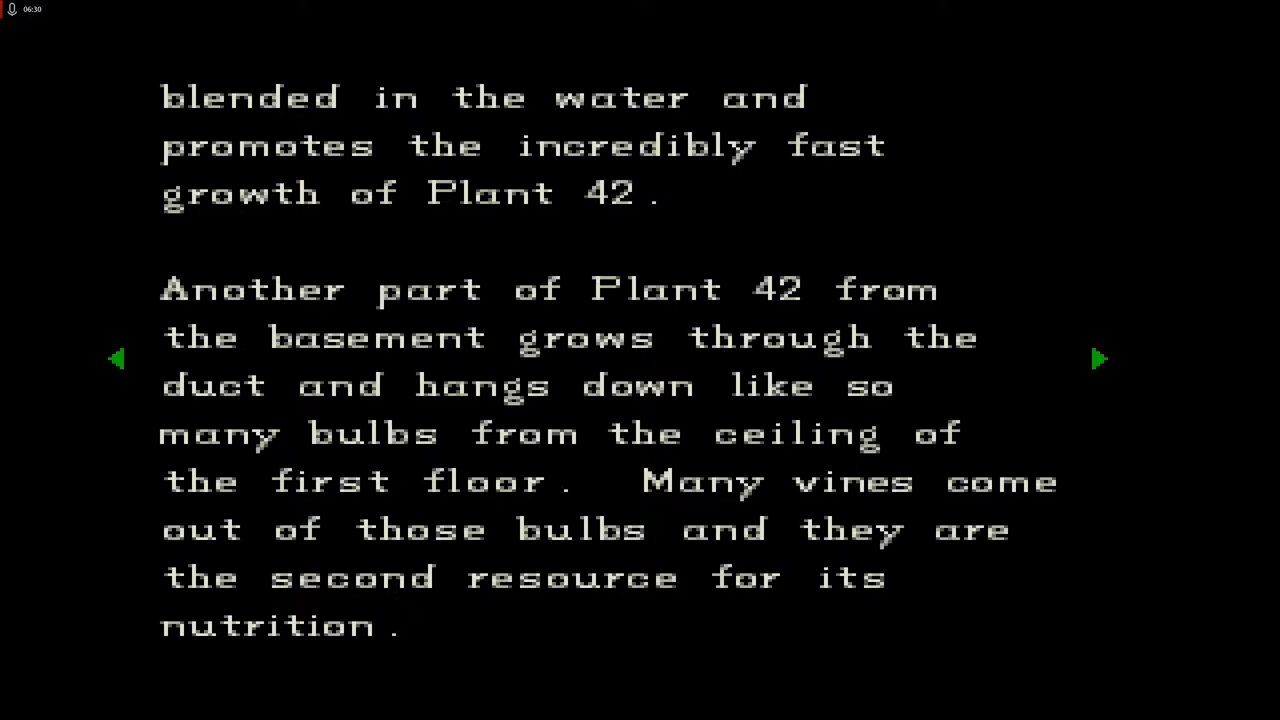 06:30
blended in the water and
promotes the incredibly fast
growth of Plant 42.
Another part of Plant 42 from
the basement grows through the
duct and hangs down like so
many bulbs from the ceiling of
the first floor.  Many vines come
out of those bulbs and they are
the second resource for its
nutrition.